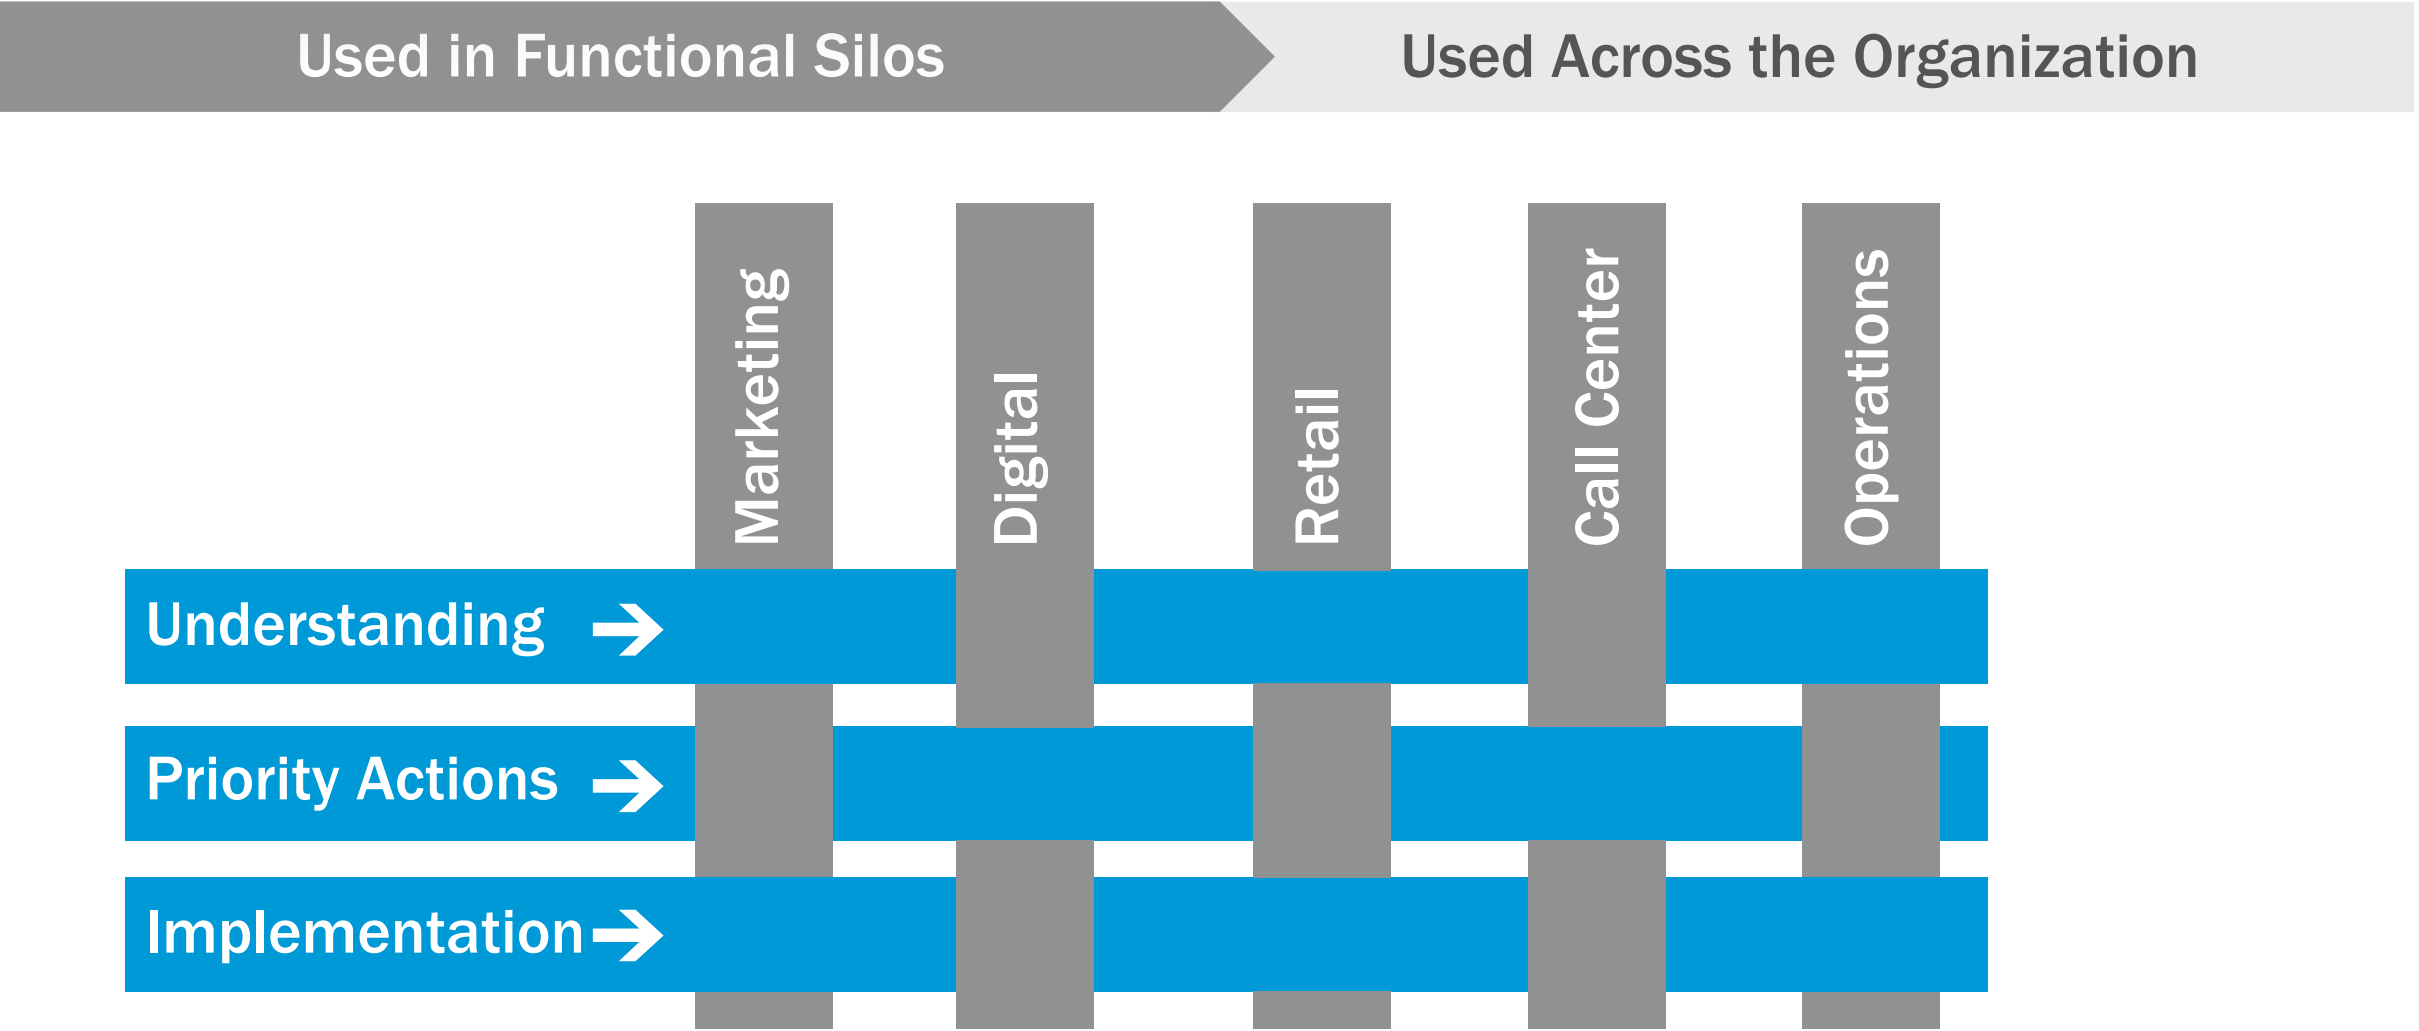 Used in Functional Silos
Used Across the Organization
Marketing
Digital
Retail
Call Center
Operations
Understanding
Priority Actions
Implementation